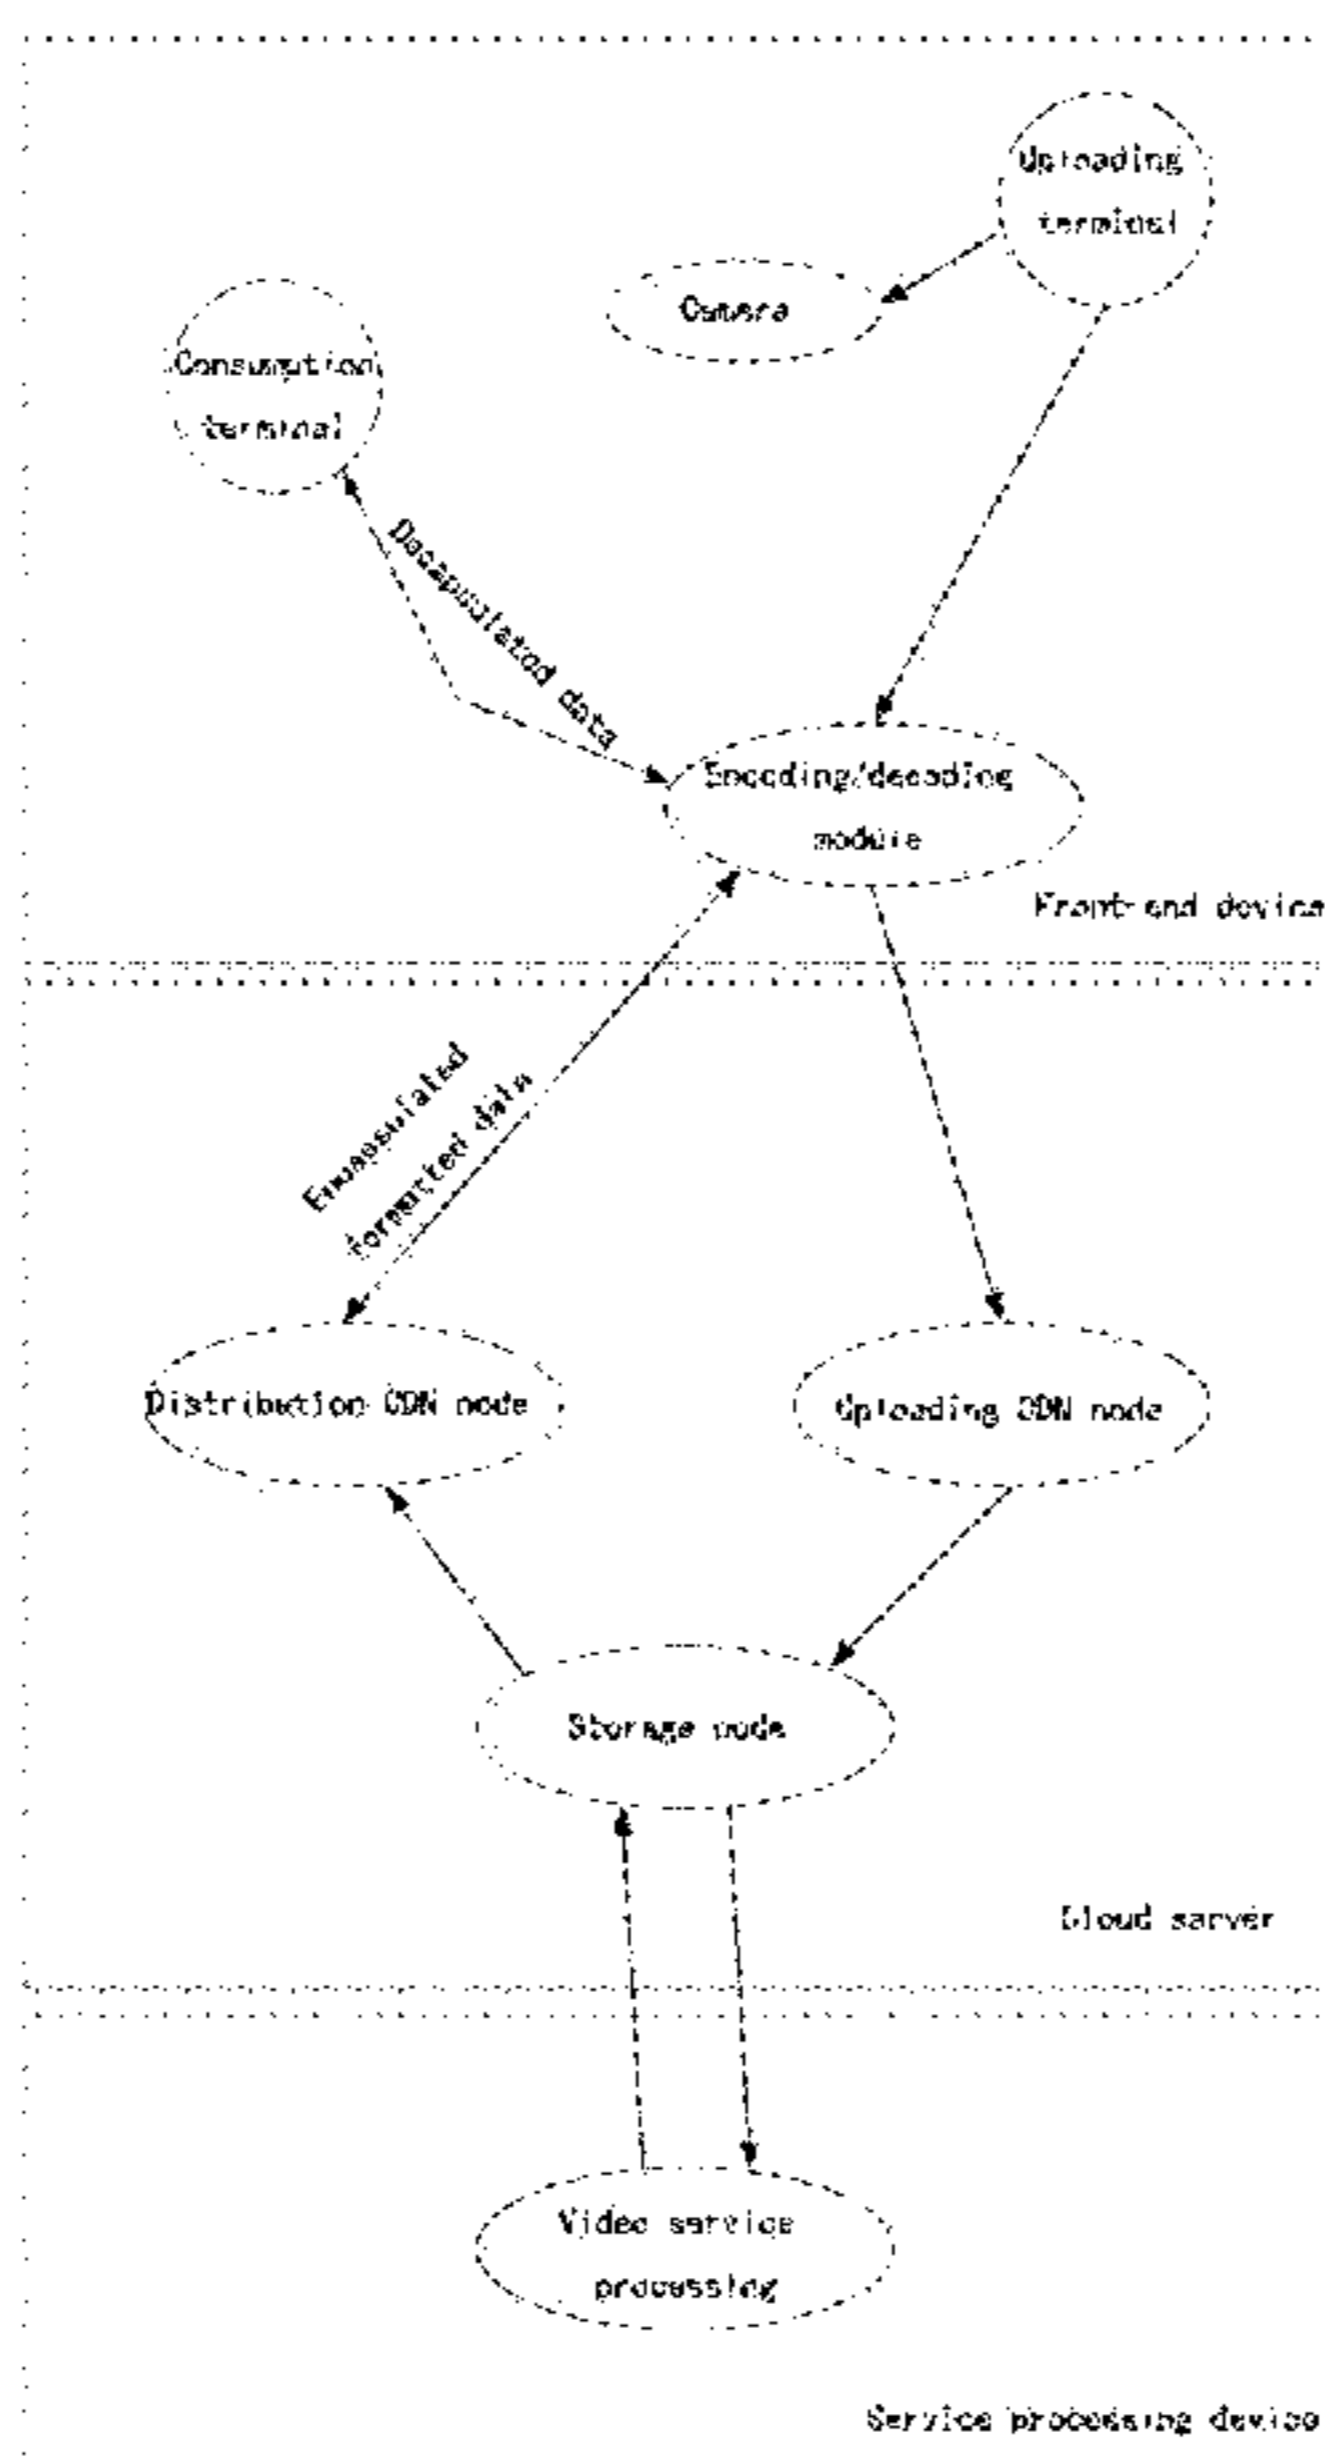 Uploading
terminal
Camera
Consumption
terminal
Decapsulated data
Encoding/decoding
module
Front-end device
Encapsulated
formatted data
Distribution CDN node
Uploading CDN node
Storage node
Cloud server
Video service
processing
Service processing device